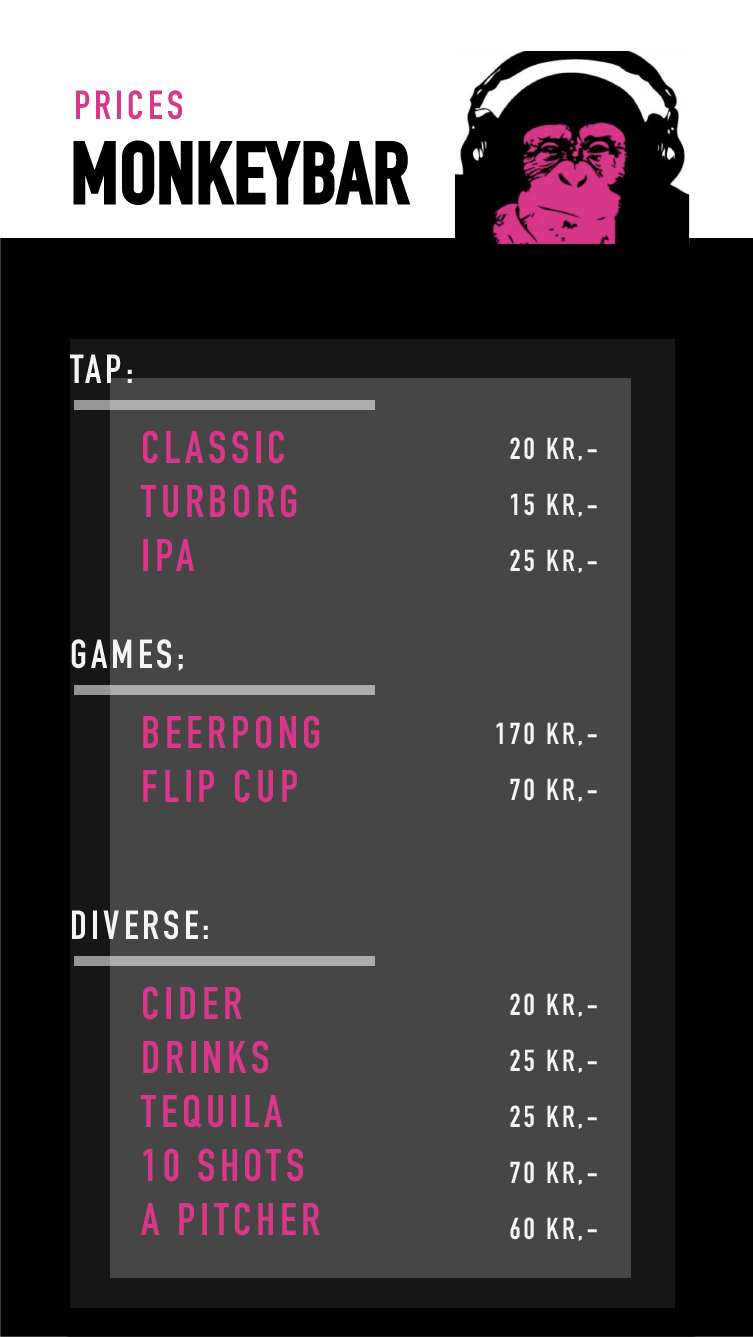 PRICES
MONKEYBAR
TAP:
CLASSIC 20 KR,-
TURBORG 15 KR,-
IPA 25 KR,-
GAMES;
BEERPONG 170 KR,-
FLIP CUP 70 KR,-
DIVERSE:
CIDER 20 KR,-
DRINKS 25 KR,-
TEQUILA 25 KR,-
10 SHOTS 70 KR,-
A PITCHER 60 KR,-